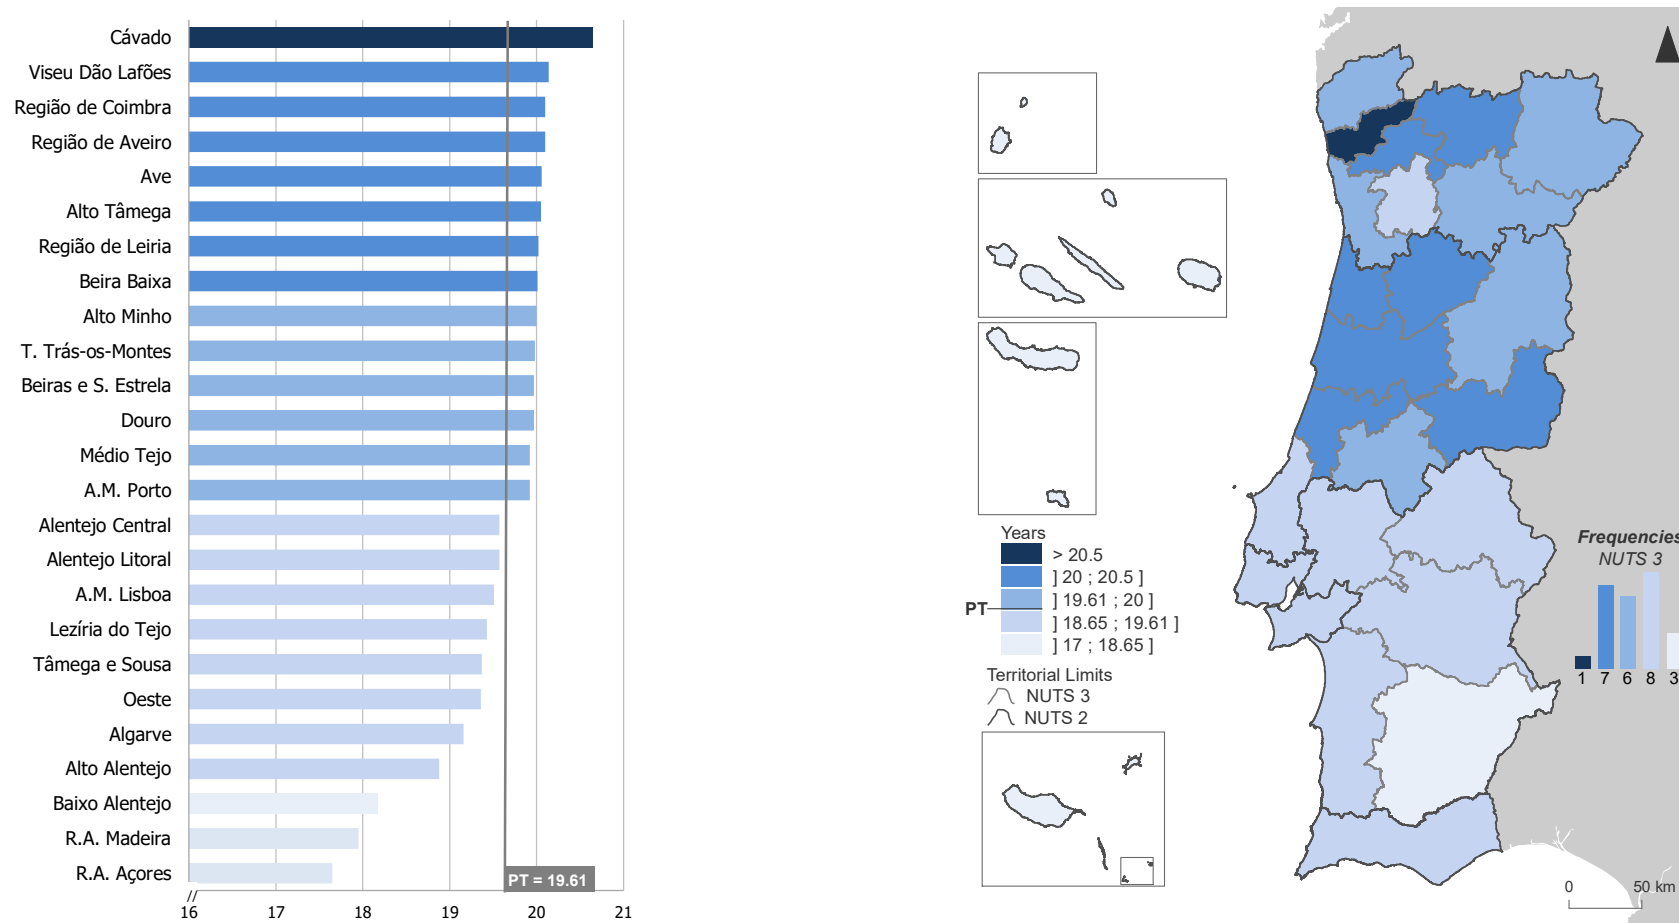 Cávado
Viseu Dão Lafões
Região de Coimbra
Região de Aveiro
Ave
Alto Tâmega
Região de Leiria
Beira Baixa
Alto Minho
T. Trás-os-Montes
Beiras e S. Estrela
Douro
Médio Tejo
A.M. Porto
Alentejo Central
Alentejo Litoral
A.M. Lisboa
Lezíria do Tejo
Tâmega e Sousa
Oeste
Algarve
Alto Alentejo
Baixo Alentejo
R.A. Madeira
R.A. Açores
PT = 19.61
16 17 18 19 20 21
Years
> 20.5
] 20 ; 20.5 ]
] 19.61 ; 20 ]
PT
] 18.65 ; 19.61 ]
] 17 ; 18.65 ]
Territorial Limits
NUTS 3
NUTS 2
Frequencies
NUTS 3
1 7 6 8 3
0 50 km